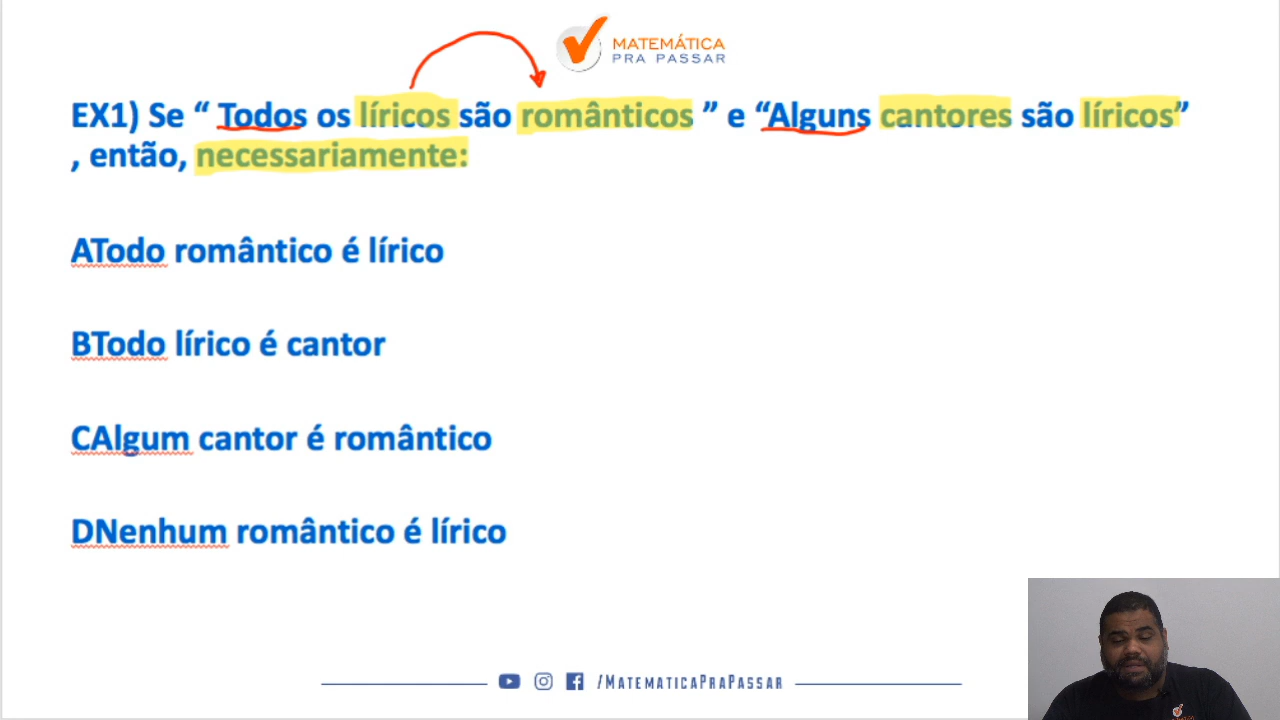 MATEMÁTICA
PRA PASSAR
EX1) Se “ Todos os líricos são românticos ” e “Alguns cantores são líricos”
, então, necessariamente:
ATodo romântico é lírico
BTodo lírico é cantor
CAlgum cantor é romântico
DNenhum romântico é lírico
/MATEMATICAPRAPASSAR